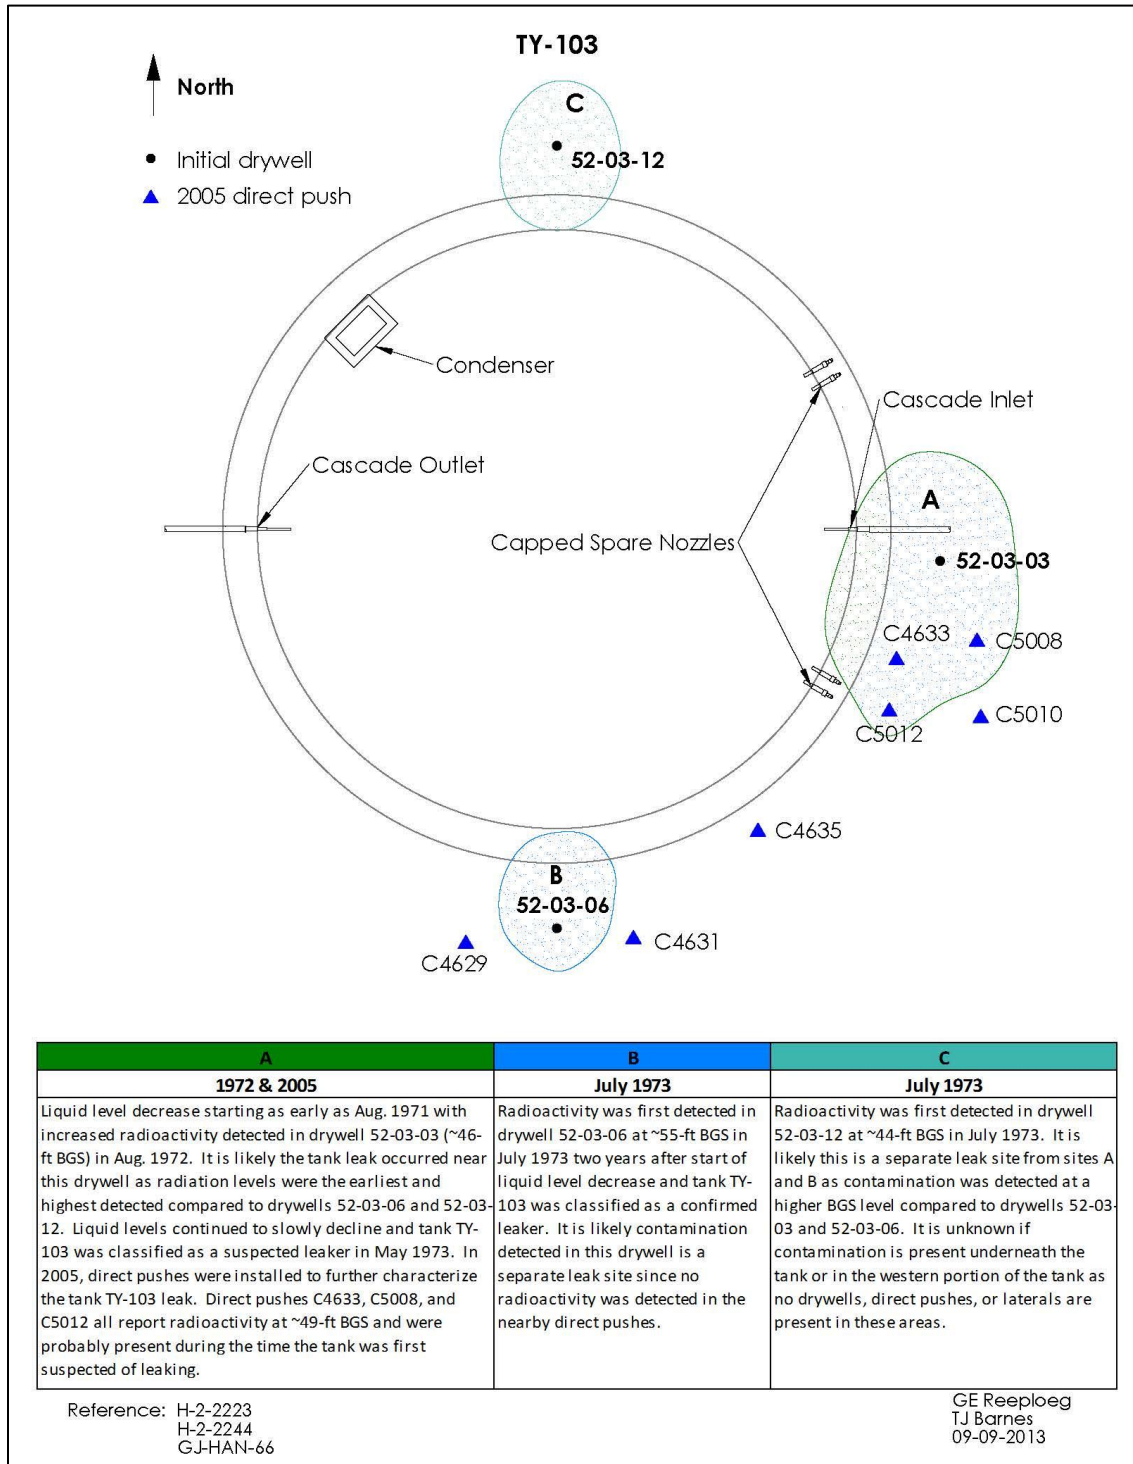 TY-103
North
Initial drywell
2005 direct push
C
52-03-12
Condenser
Cascade Inlet
Cascade Outlet
A
Capped Spare Nozzles
52-03-03
C4633
C5008
C5010
C5012
C4635
B
52-03-06
C4631
C4629
A
1972 & 2005
Liquid level decrease starting as early as Aug. 1971 with
increased radioactivity detected in drywell 52-03-03 (~46-
ft BGS) in Aug. 1972. It is likely the tank leak occurred near
this drywell as radiation levels were the earliest and
highest detected compared to drywells 52-03-06 and 52-03-
12. Liquid levels continued to slowly decline and tank TY-
103 was classified as a suspected leaker in May 1973. In
2005, direct pushes were installed to further characterize
the tank TY-103 leak. Direct pushes C4633, C5008, and
C5012 all report radioactivity at ~49-ft BGS and were
probably present during the time the tank was first
suspected of leaking.
B
July 1973
Radioactivity was first detected in
drywell 52-03-06 at ~55-ft BGS in
July 1973 two years after start of
liquid level decrease and tank TY-
103 was classified as a confirmed
leaker. It is likely contamination
detected in this drywell is a
separate leak site since no
radioactivity was detected in the
nearby direct pushes.
C
July 1973
Radioactivity was first detected in drywell
52-03-12 at ~44-ft BGS in July 1973. It is
likely this is a separate leak site from sites A
and B as contamination was detected at a
higher BGS level compared to drywells 52-03-
03 and 52-03-06. It is unknown if
contamination is present underneath the
tank or in the western portion of the tank as
no drywells, direct pushes, or laterals are
present in these areas.
Reference: H-2-2223
H-2-2244
GJ-HAN-66
GE Reeploeg
TJ Barnes
09-09-2013